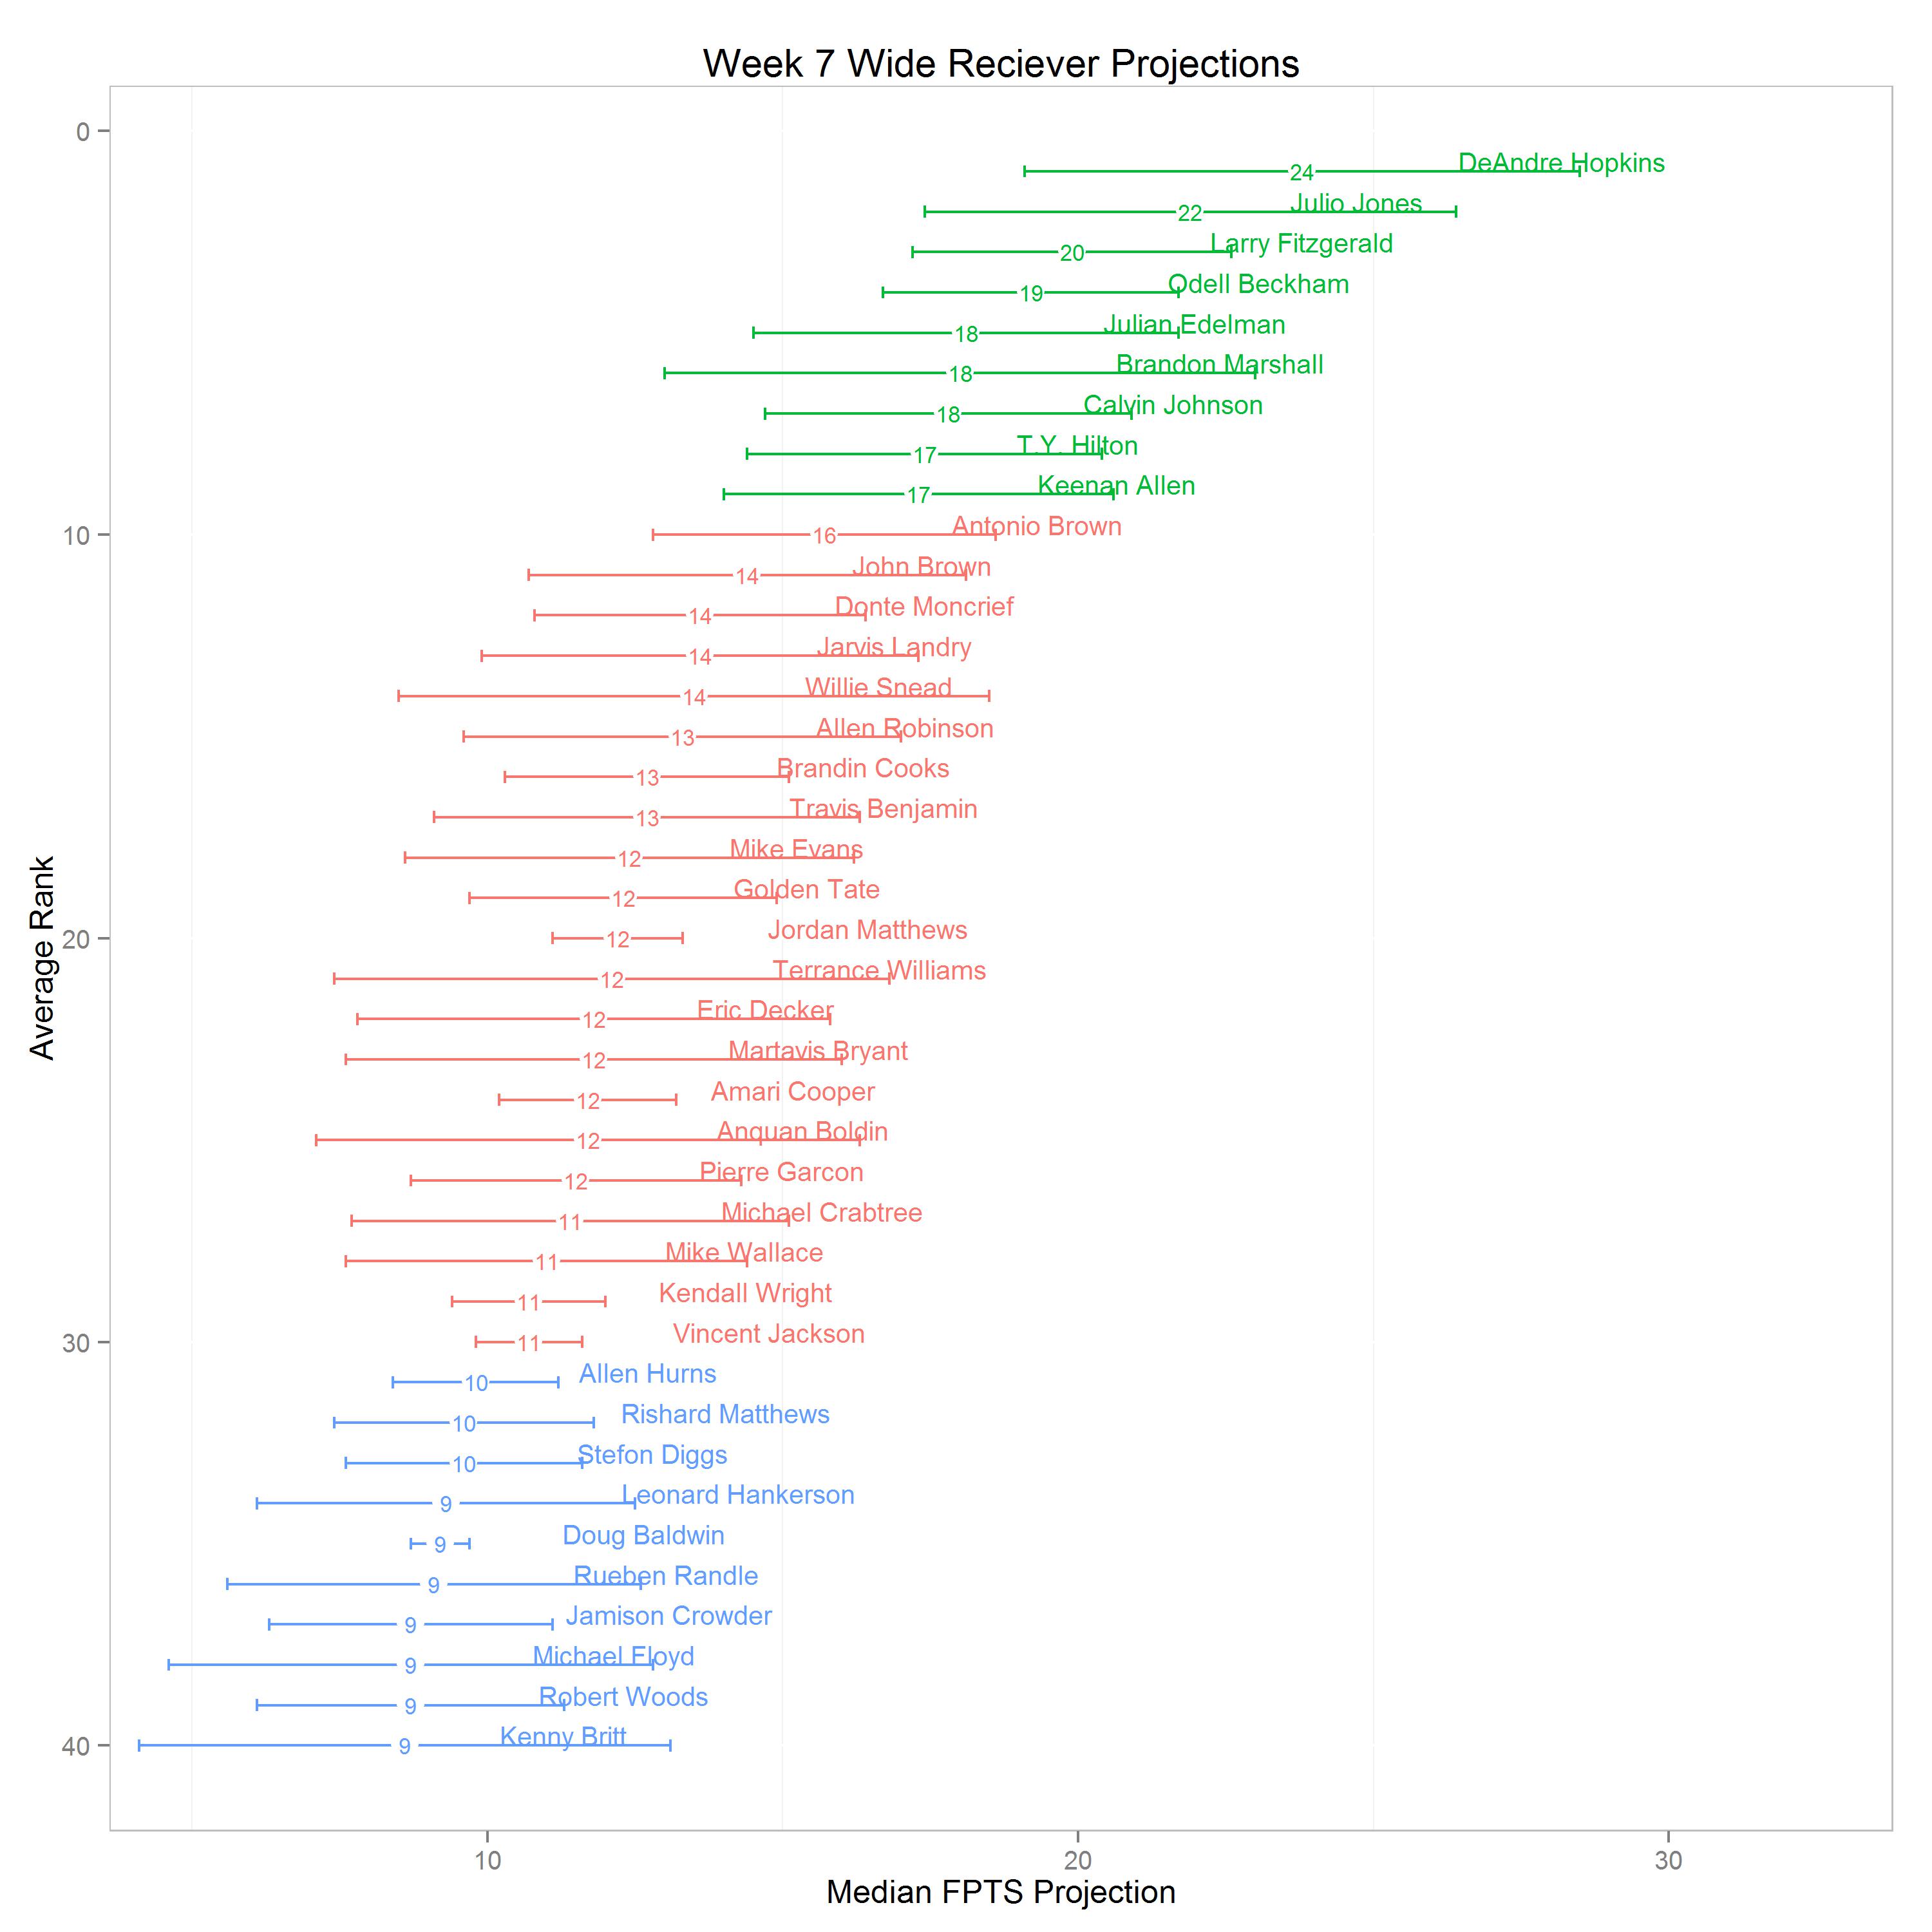 Week 7 Wide Reciever Projections
0
DeAndre Hopkins
24
Julio Jones
22
Larry Fitzgerald
20
Odell Beckham
19
Julian Edelman
18
Brandon Marshall
18
Calvin Johnson
18
T.Y. Hilton
17
Keenan Allen
17
10
Antonio Brown
16
John Brown
14
Donte Moncrief
14
Jarvis Landry
14
Willie Snead
14
Allen Robinson
13
Brandin Cooks
13
Travis Benjamin
13
Mike Evans
12
Golden Tate
12
20
Jordan Matthews
12
Terrance Williams
12
Eric Decker
12
Martavis Bryant
12
Amari Cooper
12
Anquan Boldin
12
Pierre Garcon
12
Michael Crabtree
11
Mike Wallace
11
Kendall Wright
11
30
Vincent Jackson
11
Allen Hurns
10
Rishard Matthews
10
Stefon Diggs
10
Leonard Hankerson
9
Doug Baldwin
9
Rueben Randle
9
Jamison Crowder
9
Michael Floyd
9
Robert Woods
9
40
Kenny Britt
9
Average Rank
10
20
30
Median FPTS Projection